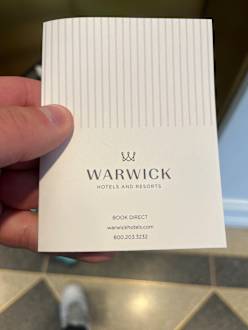 WARWICK
HOTELS AND RESORTS
BOOK DIRECT
warwickhotels.com
800.203.3232